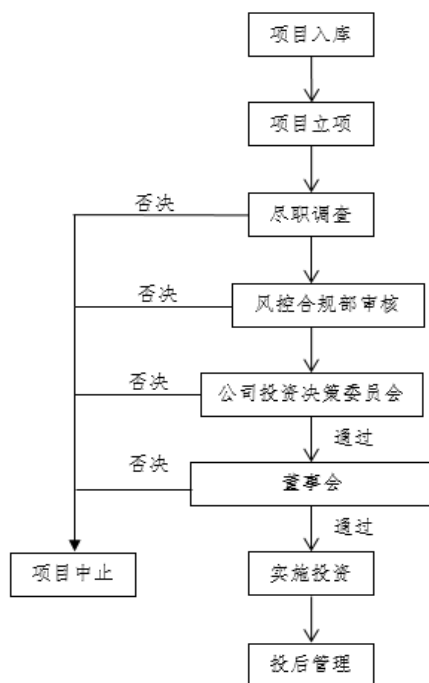 项目入库
项目立项
否决
尽职调查
否决
风控合规部审核
否决
公司投资决策委员会
通过
否决
董事会
通过
项目中止
实施投资
投后管理